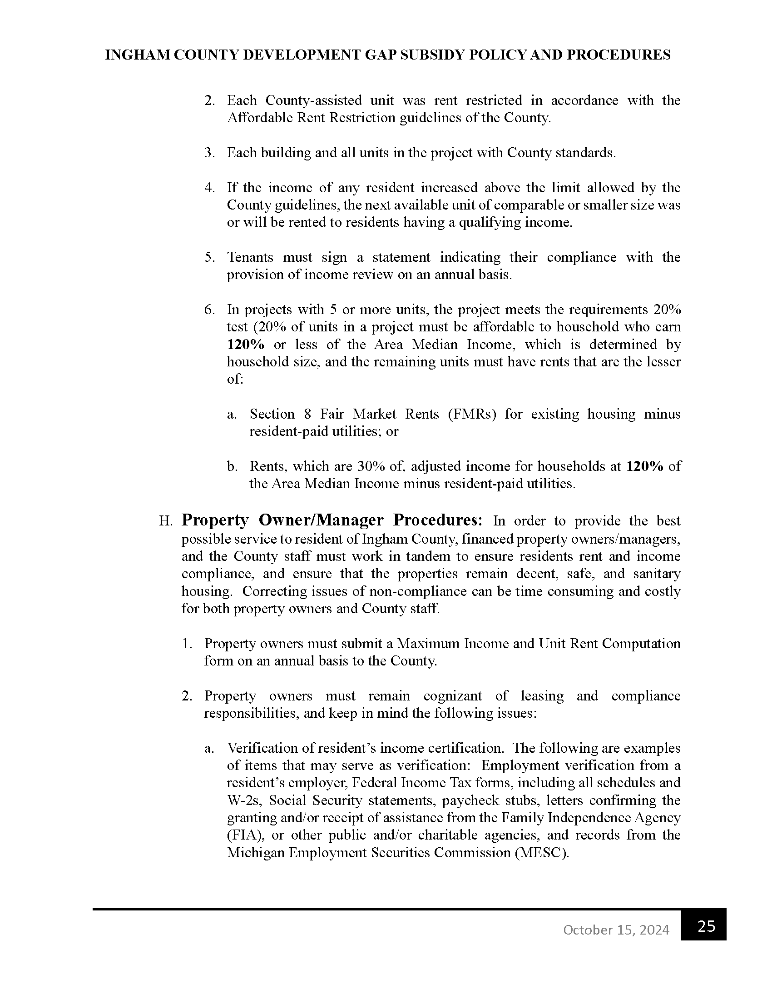 INGHAM COUNTY DEVELOPMENT GAP SUBSIDY POLICY AND PROCEDURES
2. Each County-assisted unit was rent restricted in accordance with the
Affordable Rent Restriction guidelines of the County.
3. Each building and all units in the project with County standards.
4. If the income of any resident increased above the limit allowed by the
County guidelines, the next available unit of comparable or smaller size was
or will be rented to residents having a qualifying income.
5. Tenants must sign a statement indicating their compliance with the
provision of income review on an annual basis.
6. In projects with 5 or more units, the project meets the requirements 20%
test (20% of units in a project must be affordable to household who earn
120% or less of the Area Median Income, which is determined by
household size, and the remaining units must have rents that are the lesser
of:
a. Section 8 Fair Market Rents (FMRs) for existing housing minus
resident-paid utilities; or
b. Rents, which are 30% of, adjusted income for households at 120% of
the Area Median Income minus resident-paid utilities.
H. Property Owner/Manager Procedures: In order to provide the best
possible service to resident of Ingham County, financed property owners/managers,
and the County staff must work in tandem to ensure residents rent and income
compliance, and ensure that the properties remain decent, safe, and sanitary
housing. Correcting issues of non-compliance can be time consuming and costly
for both property owners and County staff.
1. Property owners must submit a Maximum Income and Unit Rent Computation
form on an annual basis to the County.
2. Property owners must remain cognizant of leasing and compliance
responsibilities, and keep in mind the following issues:
a. Verification of resident’s income certification. The following are examples
of items that may serve as verification: Employment verification from a
resident’s employer, Federal Income Tax forms, including all schedules and
W-2s, Social Security statements, paycheck stubs, letters confirming the
granting and/or receipt of assistance from the Family Independence Agency
(FIA), or other public and/or charitable agencies, and records from the
Michigan Employment Securities Commission (MESC).
October 15, 2024
25